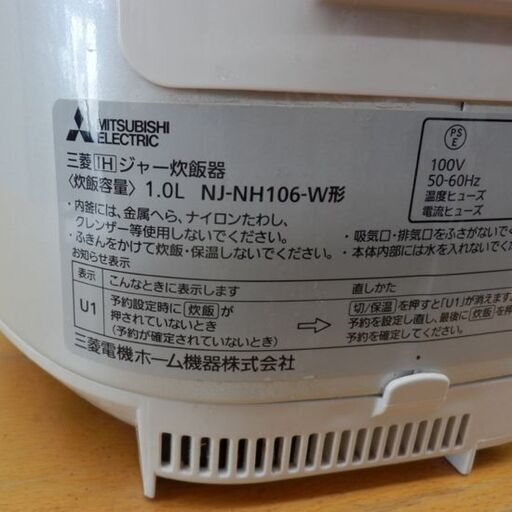 MITSUBISHI
ELECTRIC
三菱IHジャー炊飯器
〈炊飯容量〉 1.0L NJ-NH106-W形
・内釜には、金属へら、ナイロンたわし、
クレンザー等使用しないでください。
・ふきんをかけて炊飯・保温しないでください。
・吸気口・排気口をふさがないで
・本体内部には水を入れないでく
PS
E
100V
50-60Hz
温度ヒューズ
電流ヒューズ
お知らせ表示
表示 こんなときに表示します 直しかた
U1 予約設定時に 炊飯 が
押されていないとき
(予約が確定されていないとき)
⇨
切/保温 を押すと「U1」が消えます。
予約を設定し直し、最後に 炊飯 を押
予約を確定してください。
三菱電機ホーム機器株式会社